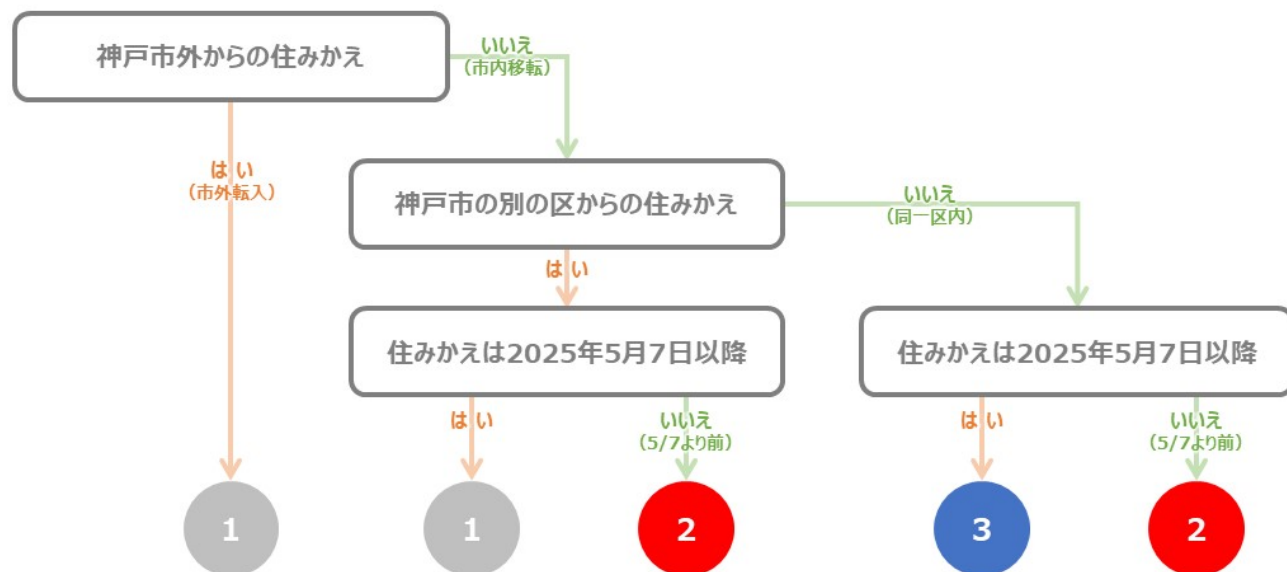 神戸市外からの住みかえ
いいえ
（市内移転）
はい
（市外転入）
神戸市の別の区からの住みかえ
いいえ
（同一区内）
はい
住みかえは2025年5月7日以降
住みかえは2025年5月7日以降
はい
いいえ
（5/7より前）
はい
いいえ
（5/7より前）
1
1
2
3
2